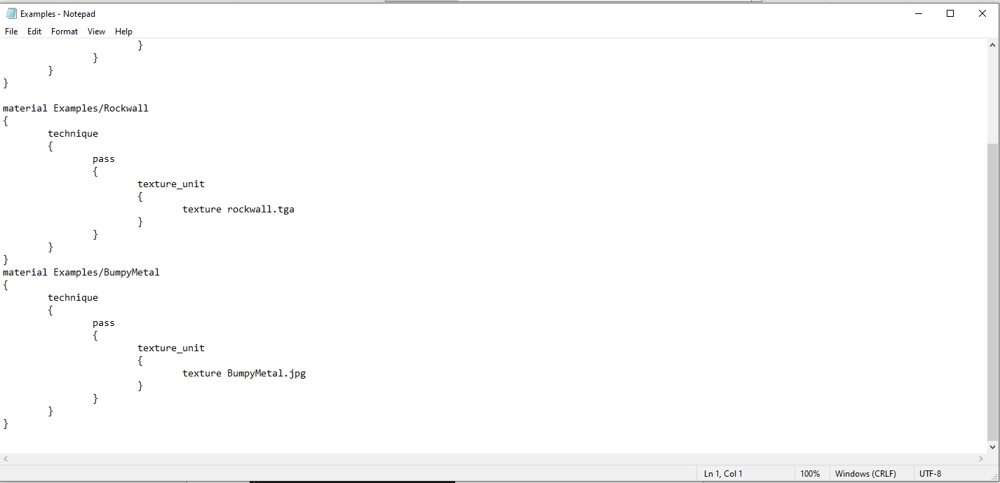 Examples - Notepad
File Edit Format View Help
}
}
}
}
material Examples/Rockwall
{
technique
{
pass
{
texture_unit
{
texture rockwall.tga
}
}
}
}
material Examples/BumpyMetal
{
technique
{
pass
{
texture_unit
{
texture BumpyMetal.jpg
}
}
}
}
Ln 1, Col 1 100% Windows (CRLF) UTF-8